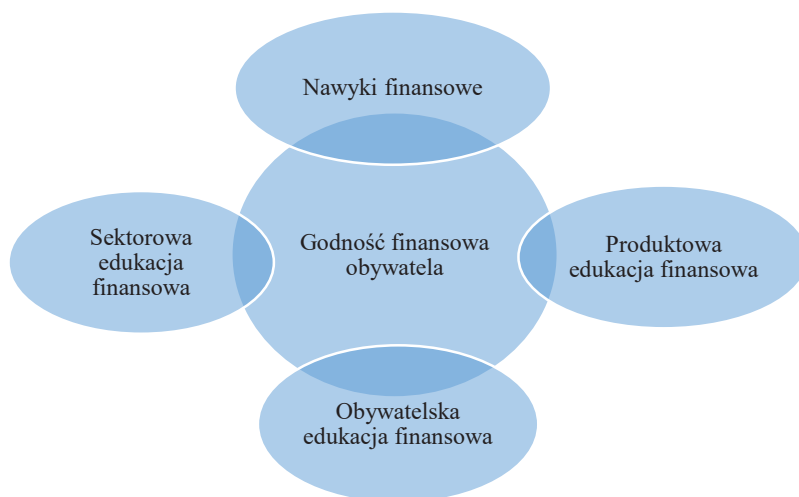 Nawyki finansowe
Sektorowa
edukacja
finansowa
Godność finansowa
obywatela
Produktowa
edukacja finansowa
Obywatelska
edukacja finansowa